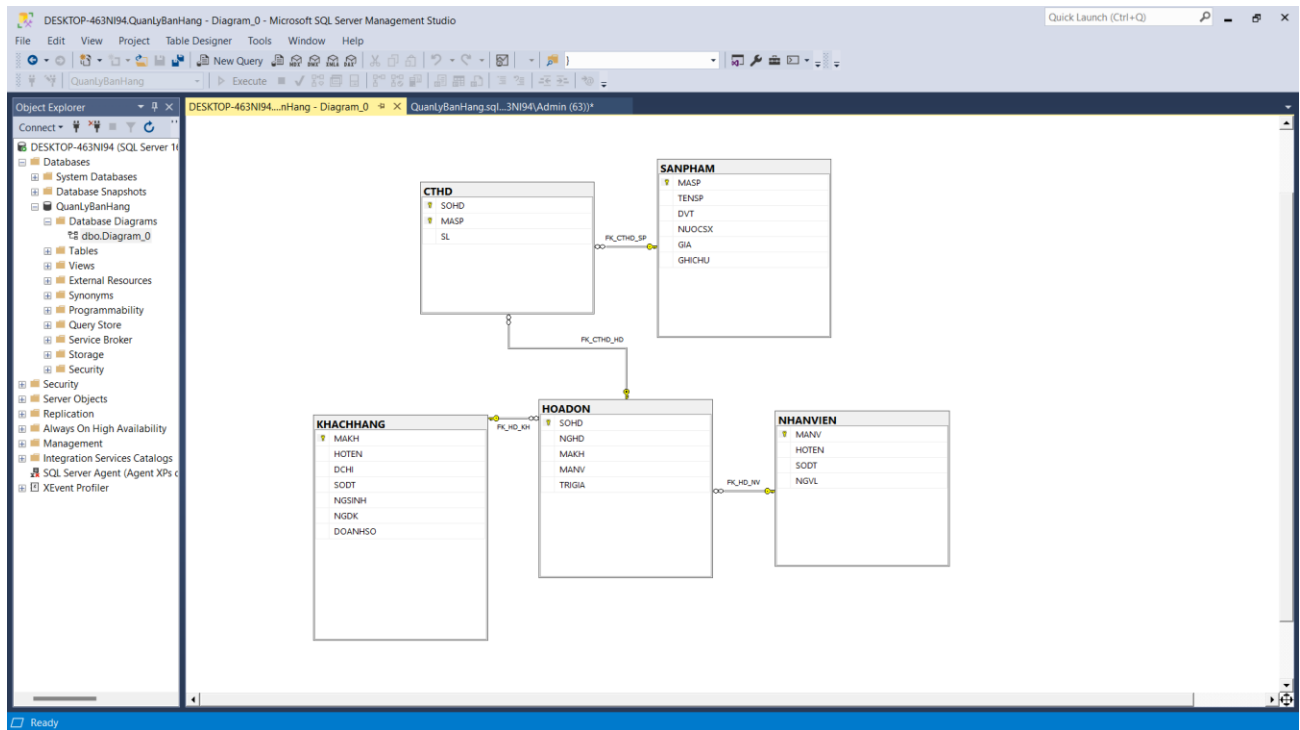 DESKTOP-463NI94.QuanLyBanHang - Diagram_0 - Microsoft SQL Server Management Studio
Quick Launch (Ctrl+Q)
File Edit View Project Table Designer Tools Window Help
New Query MDX DMX XMLA DAX }
QuanLyBanHang Execute
Object Explorer
Connect
DESKTOP-463NI94 (SQL Server 16
Databases
System Databases
Database Snapshots
QuanLyBanHang
Database Diagrams
dbo.Diagram_0
Tables
Views
External Resources
Synonyms
Programmability
Query Store
Service Broker
Storage
Security
Security
Server Objects
Replication
Always On High Availability
Management
Integration Services Catalogs
SQL Server Agent (Agent XPs d
XEvent Profiler
DESKTOP-463NI94....nHang - Diagram_0
QuanLyBanHang.sql...3NI94\Admin (63))*
CTHD
SOHD
MASP
SL
FK_CTHD_SP
SANPHAM
MASP
TENSP
DVT
NUOCSX
GIA
GHICHU
FK_CTHD_HD
KHACHHANG
MAKH
HOTEN
DCHI
SODT
NGSINH
NGDK
DOANHSO
FK_HD_KH
HOADON
SOHD
NGHD
MAKH
MANV
TRIGIA
FK_HD_NV
NHANVIEN
MANV
HOTEN
SODT
NGVL
Ready